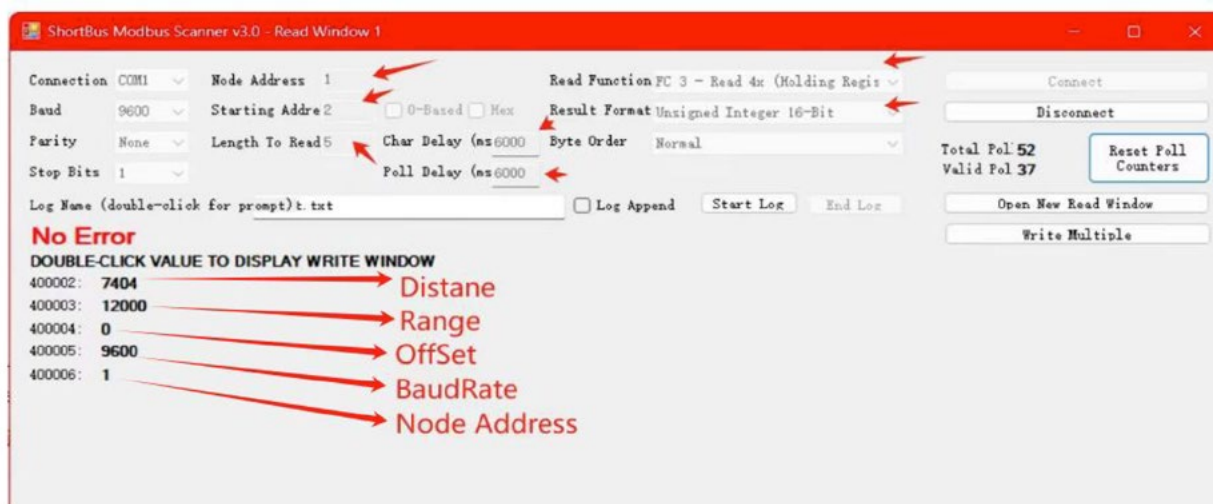 ShortBus Modbus Scanner v3.0 - Read Window 1
Connection COM1 Node Address 1 Read Function FC 3 - Read 4x (Holding Regis Connect
Baud 9600 Starting Addre 2 0-Based Hex Result Format Unsigned Integer 16-Bit Disconnect
Parity None Length To Read 5 Char Delay (ms 6000 Byte Order Normal Total Pol 52 Reset Poll Counters
Stop Bits 1 Poll Delay (ms 6000 Valid Pol 37
Log Name (double-click for prompt) t.txt Log Append Start Log End Log Open New Read Window
No Error Write Multiple
DOUBLE-CLICK VALUE TO DISPLAY WRITE WINDOW
400002: 7404 Distane
400003: 12000 Range
400004: 0 OffSet
400005: 9600 BaudRate
400006: 1 Node Address